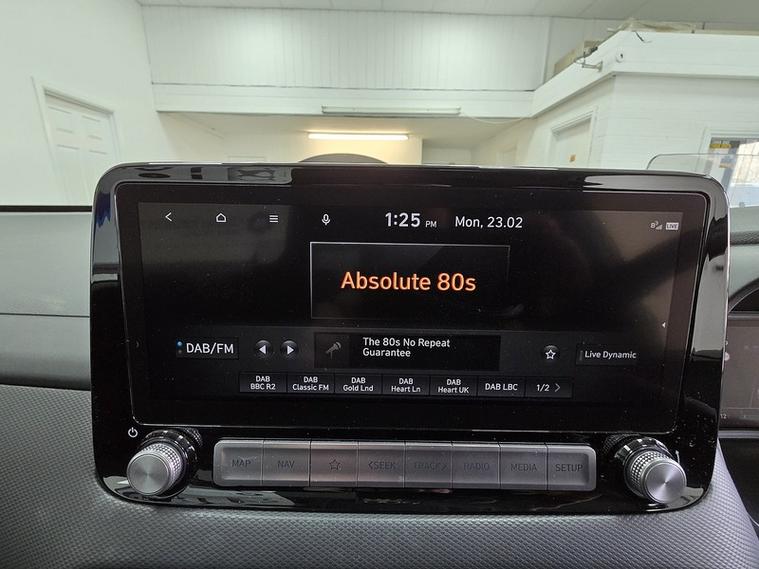 1:25 PM Mon, 23.02
LIVE
Absolute 80s
DAB/FM
The 80s No Repeat
Guarantee
Live Dynamic
DAB
BBC R2
DAB
Classic FM
DAB
Gold Lnd
DAB
Heart Ln
DAB
Heart UK
DAB LBC
1/2 >
MAP
NAV
<SEEK
TRACK>
RADIO
MEDIA
SETUP
12